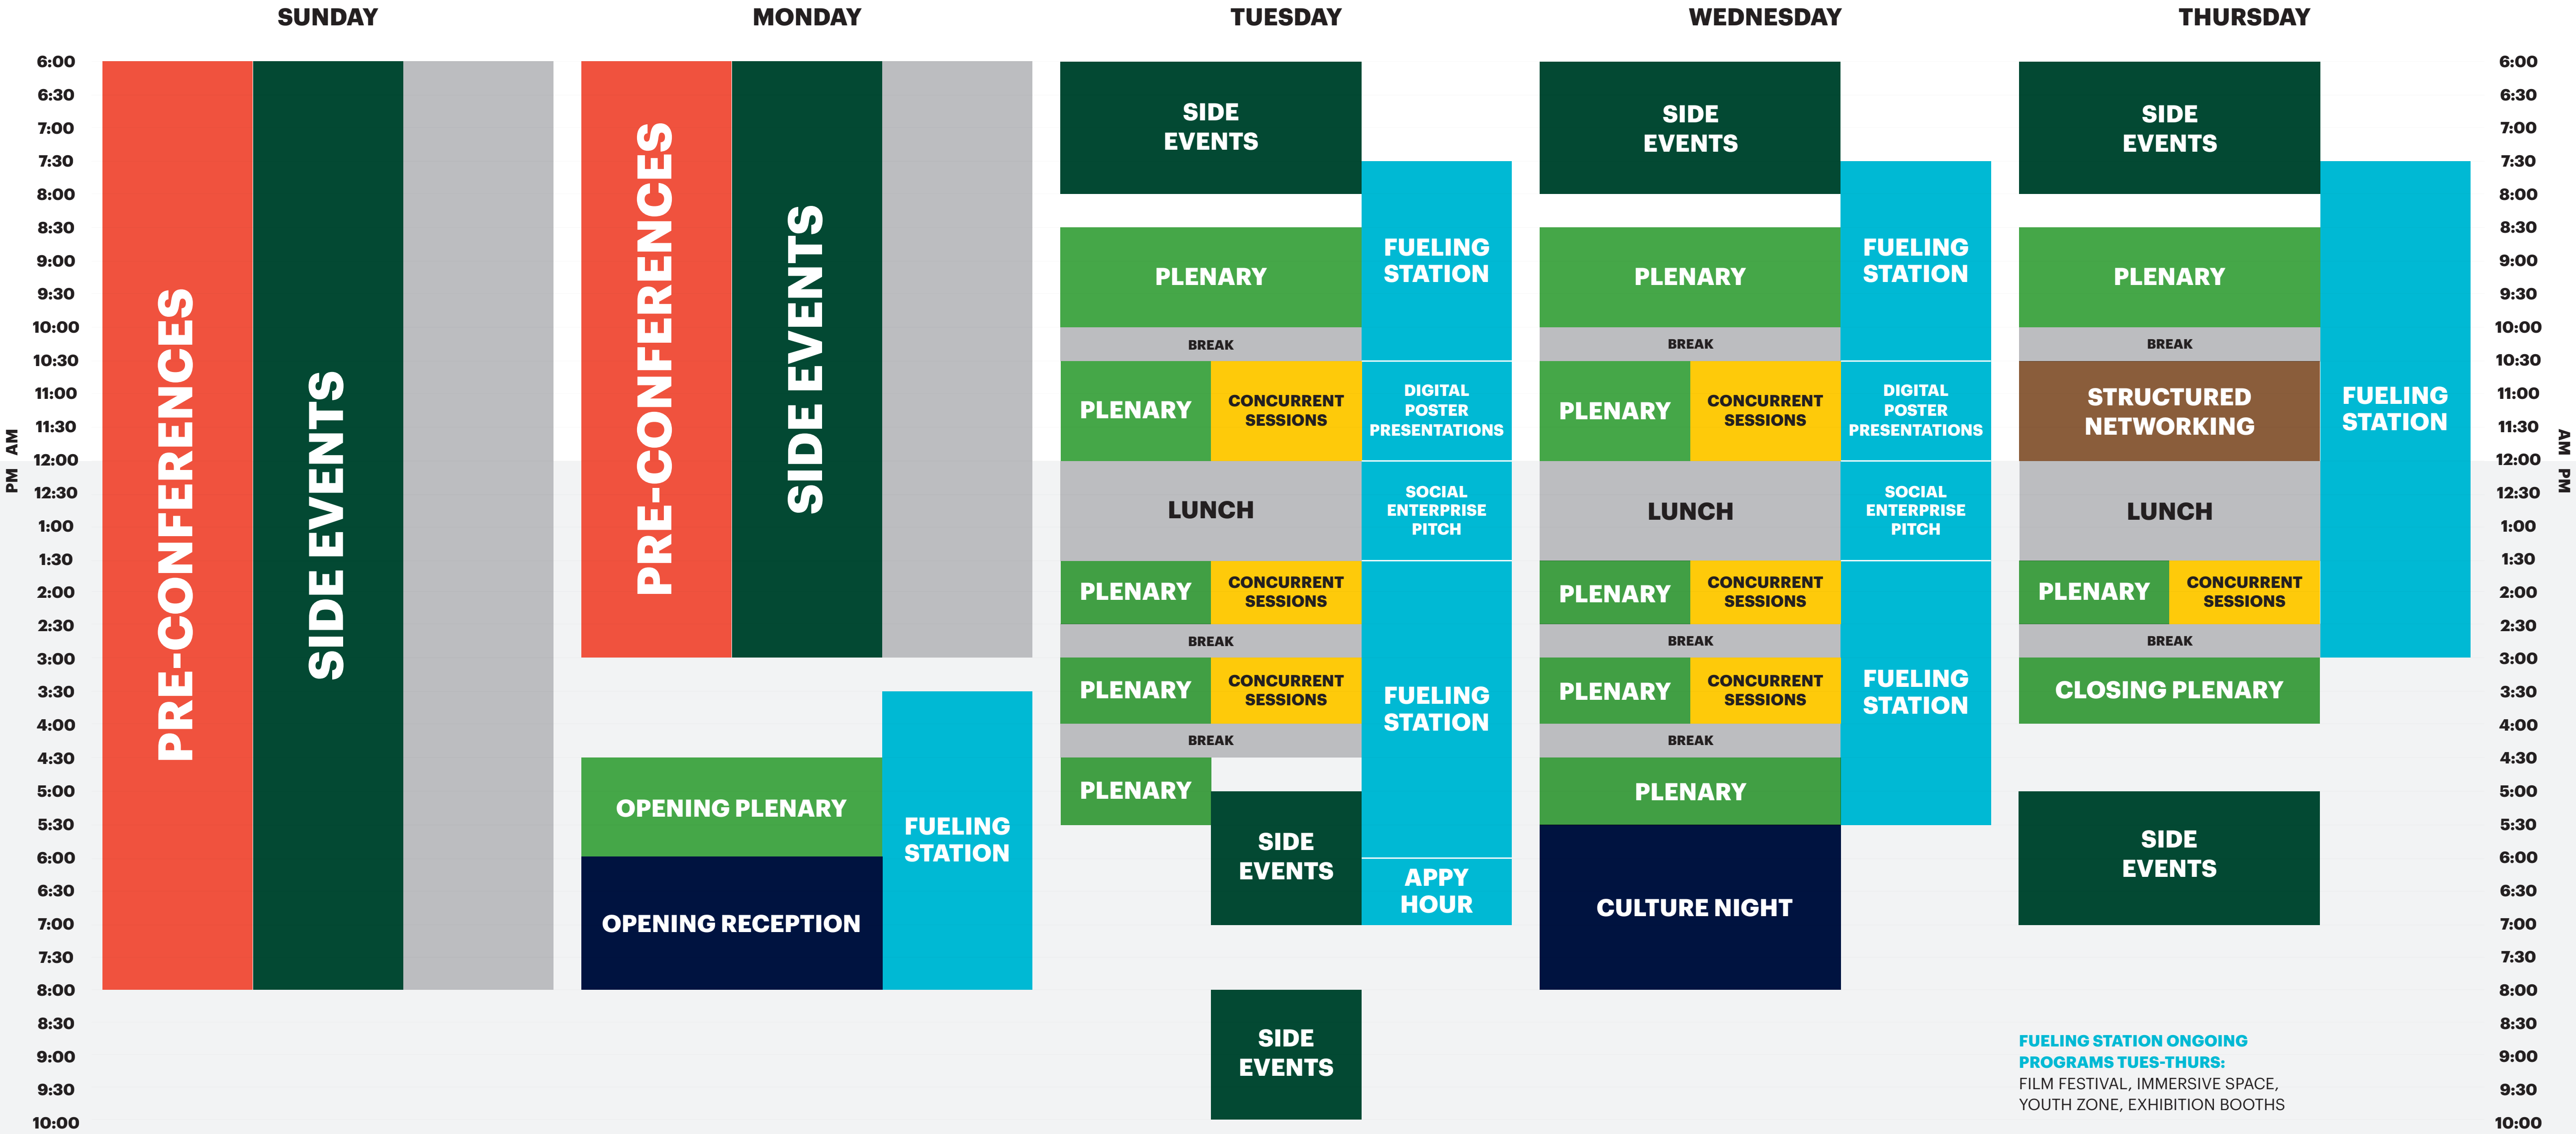 SUNDAY
MONDAY
TUESDAY
WEDNESDAY
THURSDAY
6:00
6:30
7:00
7:30
8:00
8:30
9:00
9:30
10:00
10:30
11:00
11:30
12:00
12:30
1:00
1:30
2:00
2:30
3:00
3:30
4:00
4:30
5:00
5:30
6:00
6:30
7:00
7:30
8:00
8:30
9:00
9:30
10:00
AM
PM
PRE-CONFERENCES
SIDE EVENTS
PRE-CONFERENCES
SIDE EVENTS
OPENING PLENARY
OPENING RECEPTION
FUELING
STATION
SIDE
EVENTS
PLENARY
BREAK
PLENARY
CONCURRENT
SESSIONS
LUNCH
PLENARY
CONCURRENT
SESSIONS
BREAK
PLENARY
CONCURRENT
SESSIONS
BREAK
PLENARY
SIDE
EVENTS
SIDE
EVENTS
FUELING
STATION
DIGITAL
POSTER
PRESENTATIONS
SOCIAL
ENTERPRISE
PITCH
FUELING
STATION
APPY
HOUR
SIDE
EVENTS
PLENARY
BREAK
PLENARY
CONCURRENT
SESSIONS
LUNCH
PLENARY
CONCURRENT
SESSIONS
BREAK
PLENARY
CONCURRENT
SESSIONS
BREAK
PLENARY
CULTURE NIGHT
FUELING
STATION
DIGITAL
POSTER
PRESENTATIONS
SOCIAL
ENTERPRISE
PITCH
FUELING
STATION
SIDE
EVENTS
PLENARY
BREAK
STRUCTURED
NETWORKING
LUNCH
PLENARY
CONCURRENT
SESSIONS
BREAK
CLOSING PLENARY
SIDE
EVENTS
FUELING
STATION
FUELING STATION ONGOING
PROGRAMS TUES-THURS:
FILM FESTIVAL, IMMERSIVE SPACE,
YOUTH ZONE, EXHIBITION BOOTHS
6:00
6:30
7:00
7:30
8:00
8:30
9:00
9:30
10:00
10:30
11:00
11:30
12:00
12:30
1:00
1:30
2:00
2:30
3:00
3:30
4:00
4:30
5:00
5:30
6:00
6:30
7:00
7:30
8:00
8:30
9:00
9:30
10:00
AM
PM